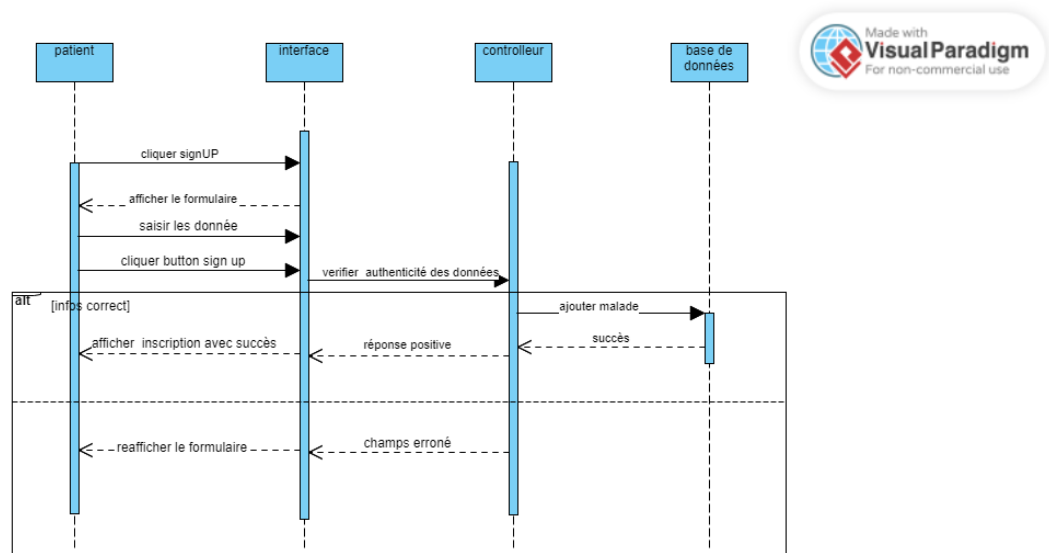 Made with
Visual Paradigm
For non-commercial use
patient
interface
controlleur
base de
données
cliquer signUP
afficher le formulaire
saisir les donnée
cliquer button sign up
verifier authenticité des données
alt
[infos correct]
ajouter malade
succès
réponse positive
afficher inscription avec succès
champs erroné
reafficher le formulaire